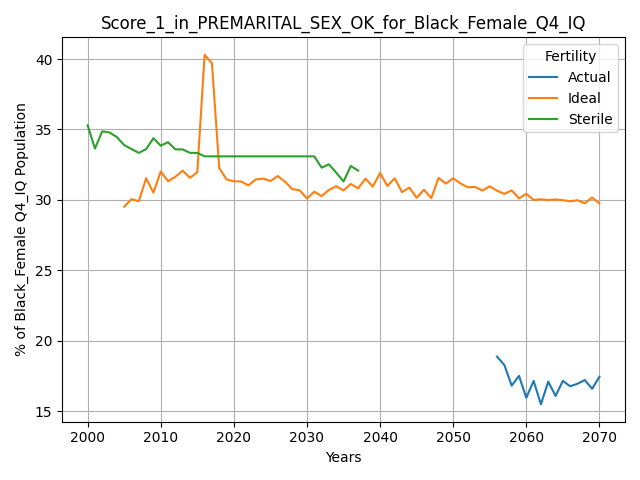 Score_1_in_PREMARITAL_SEX_OK_for_Black_Female_Q4_IQ
Fertility
Actual
Ideal
Sterile
% of Black_Female Q4_IQ Population
40
35
30
25
20
15
2000 2010 2020 2030 2040 2050 2060 2070
Years